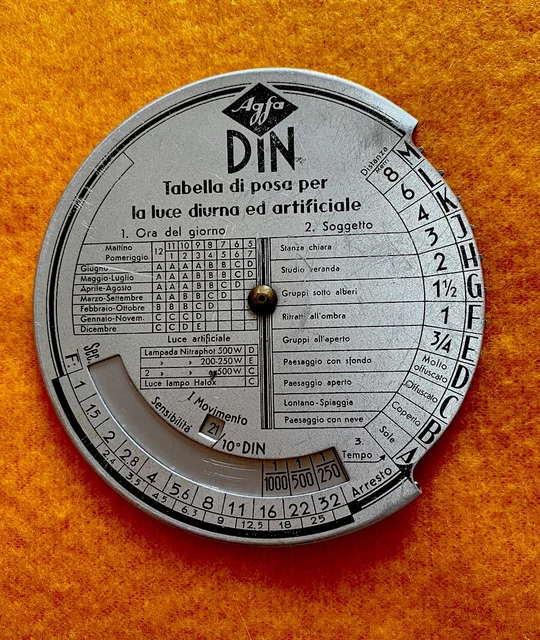 Agfa
DIN
Tabella di posa per
la luce diurna ed artificiale
1. Ora del giorno
2. Soggetto
Mattino 12 11 10 9 8 7 6 5
Pomeriggio 1 2 3 4 5 6 7
Giugno A A A A B B C D
Maggio-Luglio A A A B B B C D
Aprile-Agosto A A A B B C D
Marzo-Settembre A A B B C D
Febbraio-Ottobre B B B C D
Gennaio-Novem. C C C D
Dicembre C C D E
Luce artificiale
Lampada Nitraphot 500W D
" " 200-250W E
2 " " a 500W C
Luce lampo Halox C
Stanze chiara
Studio veranda
Gruppi sotto alberi
Ritratti all'ombra
Gruppi all'aperto
Paesaggio con sfondo
Paesaggio aperto
Lontano-Spiaggia
Paesaggio con neve
Distanza
metri
8 6 4 3 2 1½ 1 3/4
M L K J H G F E D C B A
Molto offuscato
Offuscato
Coperto
Sole
3.
Tempo
Arresto
I Movimento
Sensibilità 21 /10° DIN
Sec.
1/1000 1/500 1/250
F: 1 1,5 2 2,8 4 5,6 8 11 16 22 32
2,4 3,5 4,5 6,3 9 12,5 18 25